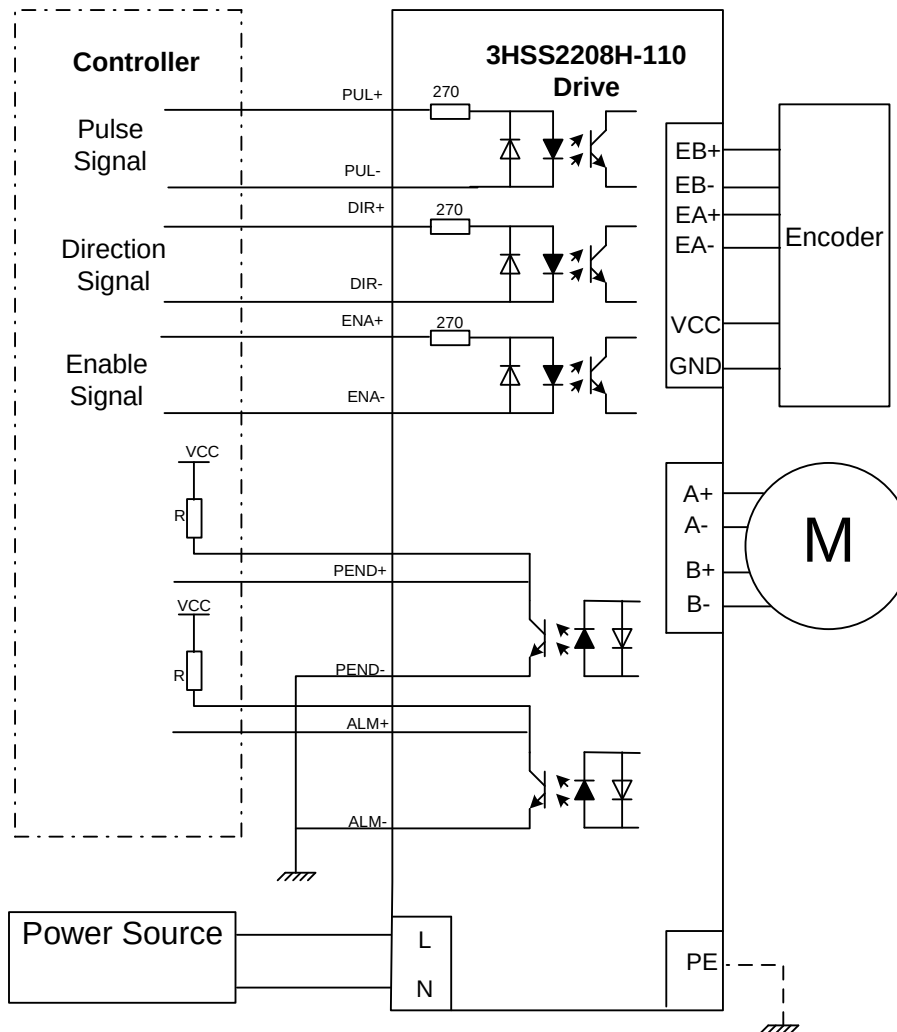 Controller
3HSS2208H-110
Drive
PUL+
270
Pulse
Signal
PUL-
DIR+
270
Direction
Signal
DIR-
ENA+
270
Enable
Signal
ENA-
EB+
EB-
EA+
EA-
VCC
GND
Encoder
VCC
R
PEND+
VCC
R
PEND-
ALM+
ALM-
A+
A-
B+
B-
M
Power Source
L
N
PE